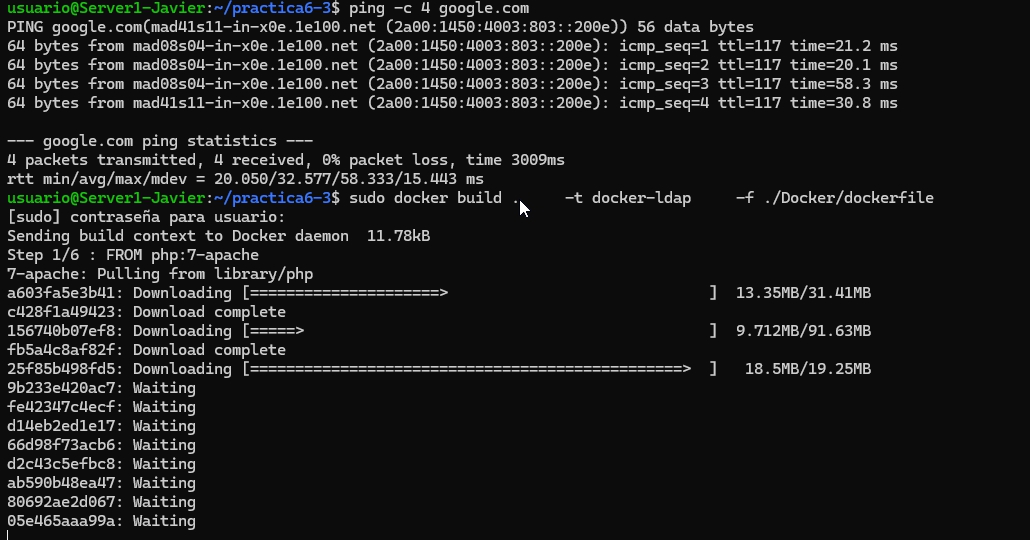 usuario@Server1-Javier:~/practica6-3$ ping -c 4 google.com
PING google.com(mad41s11-in-x0e.1e100.net (2a00:1450:4003:803::200e)) 56 data bytes
64 bytes from mad08s04-in-x0e.1e100.net (2a00:1450:4003:803::200e): icmp_seq=1 ttl=117 time=21.2 ms
64 bytes from mad08s04-in-x0e.1e100.net (2a00:1450:4003:803::200e): icmp_seq=2 ttl=117 time=20.1 ms
64 bytes from mad08s04-in-x0e.1e100.net (2a00:1450:4003:803::200e): icmp_seq=3 ttl=117 time=58.3 ms
64 bytes from mad41s11-in-x0e.1e100.net (2a00:1450:4003:803::200e): icmp_seq=4 ttl=117 time=30.8 ms

--- google.com ping statistics ---
4 packets transmitted, 4 received, 0% packet loss, time 3009ms
rtt min/avg/max/mdev = 20.050/32.577/58.333/15.443 ms
usuario@Server1-Javier:~/practica6-3$ sudo docker build .     -t docker-ldap     -f ./Docker/dockerfile
[sudo] contraseña para usuario:
Sending build context to Docker daemon  11.78kB
Step 1/6 : FROM php:7-apache
7-apache: Pulling from library/php
a603fa5e3b41: Downloading [=====================>                             ]  13.35MB/31.41MB
c428f1a49423: Download complete
156740b07ef8: Downloading [=====>                                             ]  9.712MB/91.63MB
fb5a4c8af82f: Download complete
25f85b498fd5: Downloading [================================================>  ]   18.5MB/19.25MB
9b233e420ac7: Waiting
fe42347c4ecf: Waiting
d14eb2ed1e17: Waiting
66d98f73acb6: Waiting
d2c43c5efbc8: Waiting
ab590b48ea47: Waiting
80692ae2d067: Waiting
05e465aaa99a: Waiting